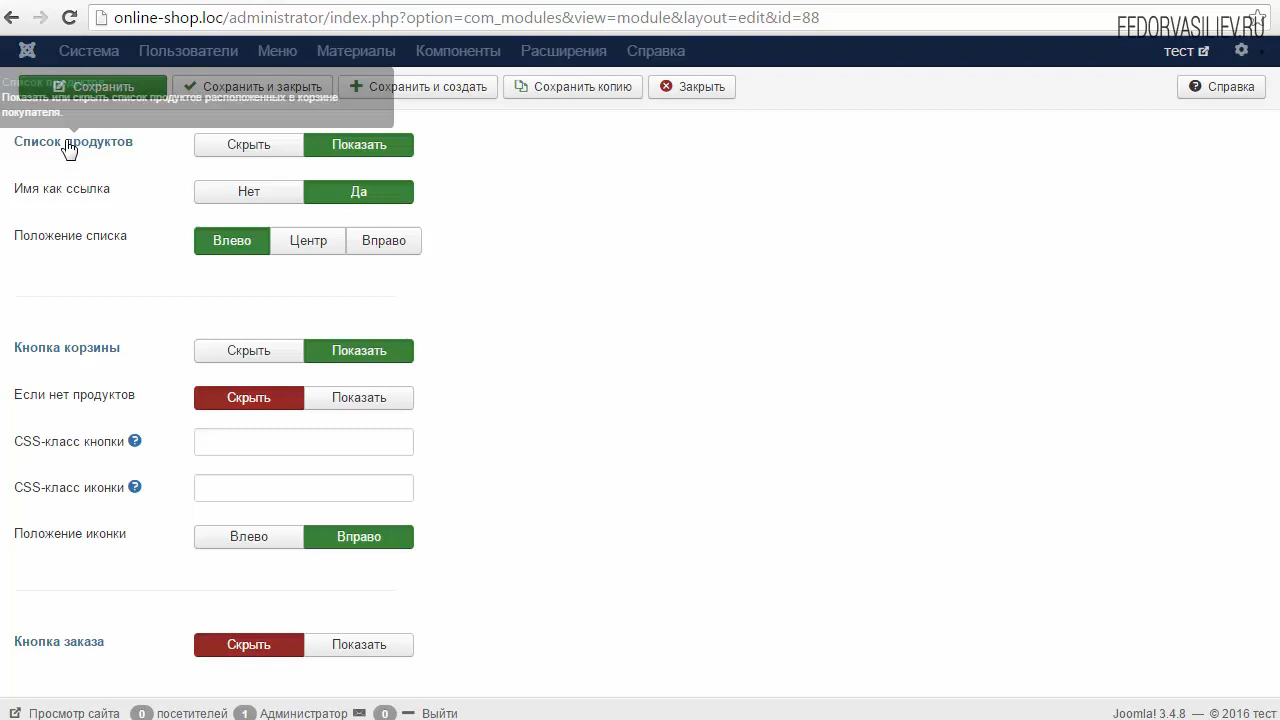 online-shop.loc/administrator/index.php?option=com_modules&view=module&layout=edit&id=88
FEDORVASILIEV.RU
Система Пользователи Меню Материалы Компоненты Расширения Справка тест
Сохранить Сохранить и закрыть Сохранить и создать Сохранить копию Закрыть Справка
Список продуктов
Показать или скрыть список продуктов расположенных в корзине
покупателя.
Список продуктов Скрыть Показать
Имя как ссылка Нет Да
Положение списка Влево Центр Вправо
Кнопка корзины Скрыть Показать
Если нет продуктов Скрыть Показать
CSS-класс кнопки ?
CSS-класс иконки ?
Положение иконки Влево Вправо
Кнопка заказа Скрыть Показать
Просмотр сайта 0 посетителей 1 Администратор 0 Выйти Joomla! 3.4.8 — © 2016 тест